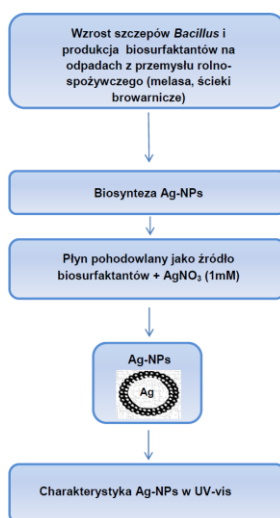 Wzrost szczepów Bacillus i
produkcja biosurfaktantów na
odpadach z przemysłu rolno-
spożywczego (melasa, ścieki
browarnicze)
Biosynteza Ag-NPs
Płyn pohodowlany jako źródło
biosurfaktantów + AgNO₃ (1mM)
Ag-NPs
Ag
Charakterystyka Ag-NPs w UV-vis